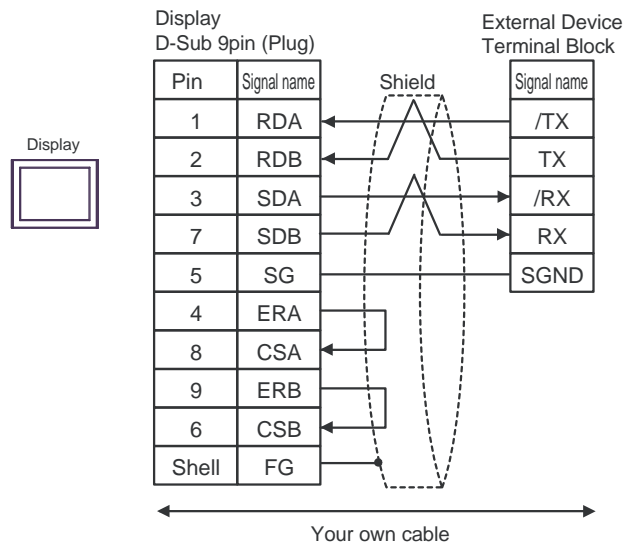 Display
D-Sub 9pin (Plug)
External Device
Terminal Block
Pin Signal name Shield Signal name
1 RDA /TX
2 RDB TX
Display
3 SDA /RX
7 SDB RX
5 SG SGND
4 ERA
8 CSA
9 ERB
6 CSB
Shell FG
Your own cable